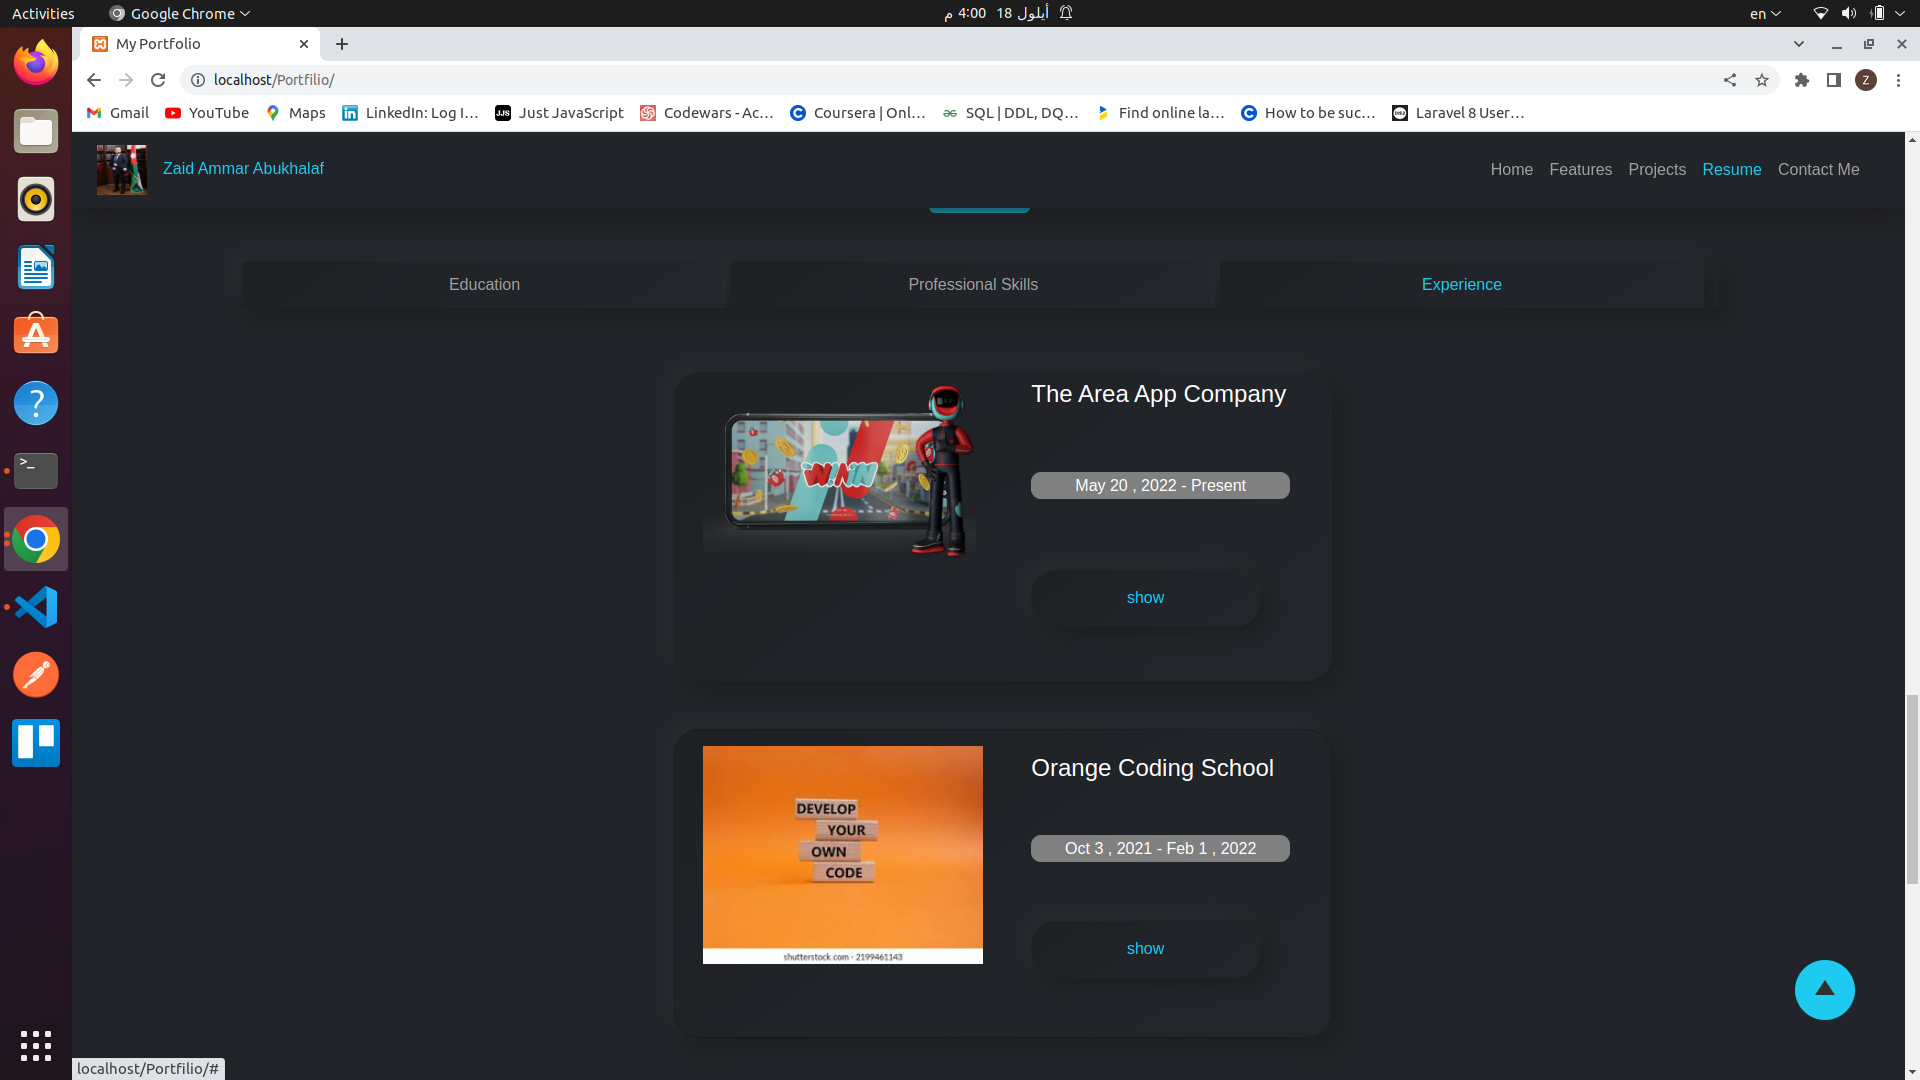 Activities
Google Chrome
18 أيلول 4:00 م
en
My Portfolio
localhost/Portfilio/
Z
Gmail
YouTube
Maps
LinkedIn: Log I...
JJS
Just JavaScript
Codewars - Ac...
Coursera | Onl...
SQL | DDL, DQ...
Find online la...
How to be suc...
Laravel 8 User...
Zaid Ammar Abukhalaf
Home
Features
Projects
Resume
Contact Me
Education
Professional Skills
Experience
WINN
The Area App Company
May 20 , 2022 - Present
show
DEVELOP
YOUR
OWN
CODE
shutterstock.com · 2199461143
Orange Coding School
Oct 3 , 2021 - Feb 1 , 2022
show
localhost/Portfilio/#